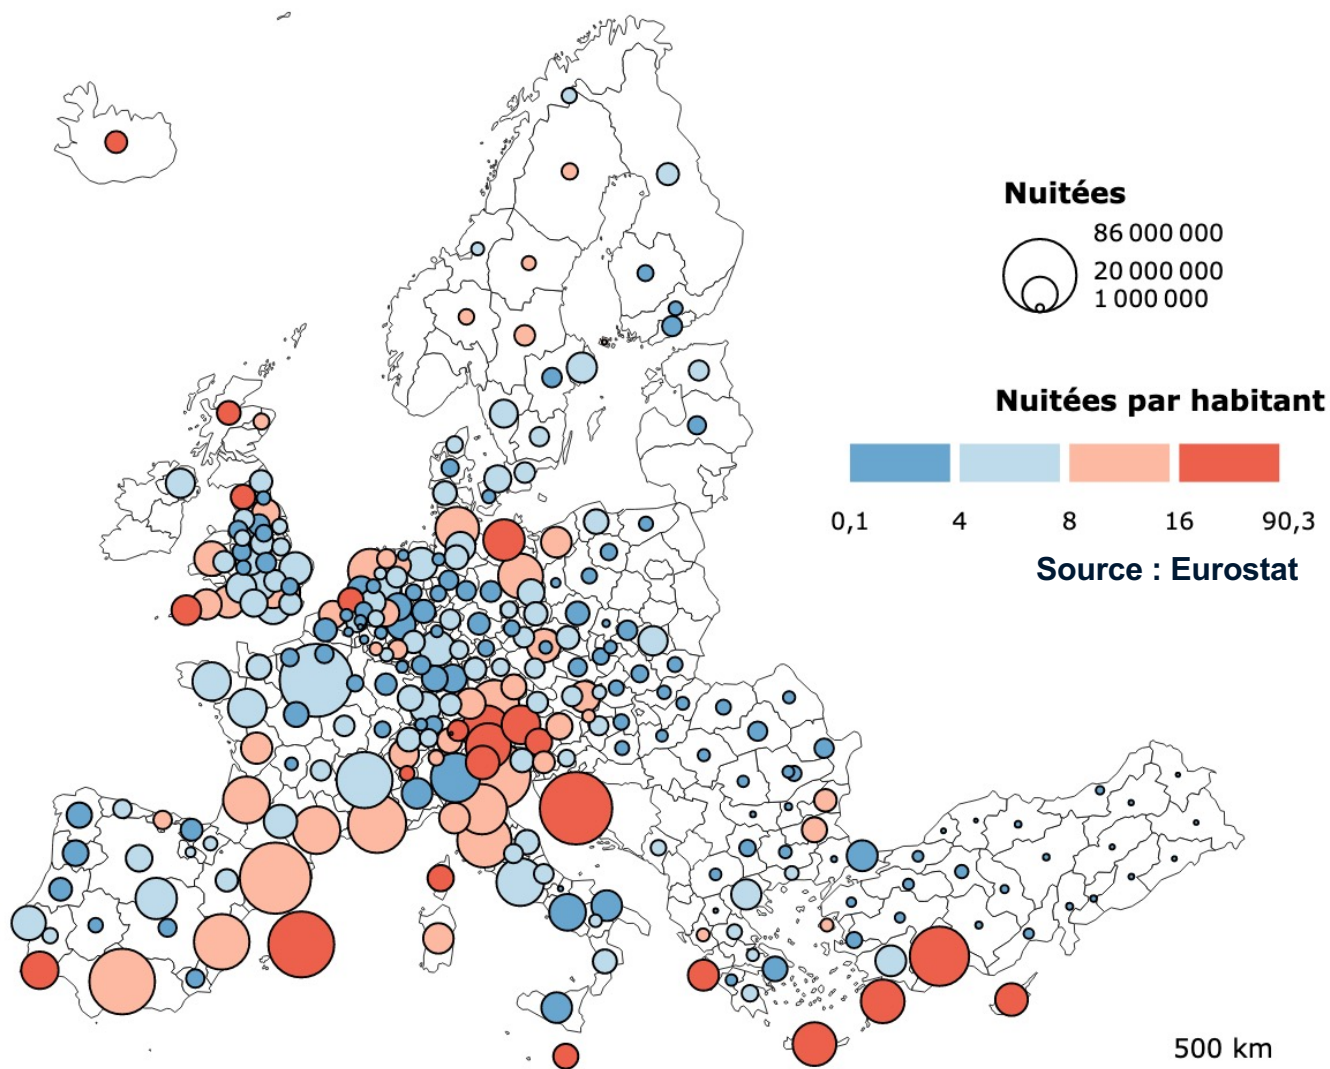 Nuitées
86 000 000
20 000 000
1 000 000
Nuitées par habitant
0,1 4 8 16 90,3
Source : Eurostat
500 km